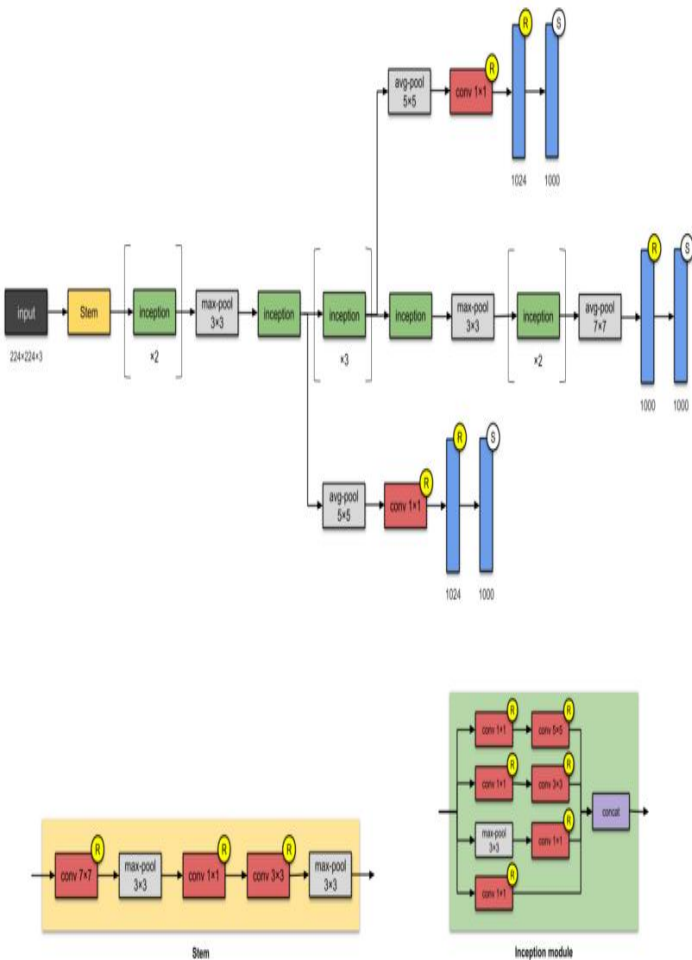 R
S
avg-pool
5×5
conv 1×1
R
1024
1000
R
S
input
Stem
inception
max-pool
3×3
inception
inception
inception
max-pool
3×3
inception
avg-pool
7×7
224×224×3
×2
×3
×2
1000
1000
R
S
R
avg-pool
5×5
conv 1×1
1024
1000
R
R
conv 1×1
conv 5×5
R
R
conv 1×1
conv 3×3
concat
R
max-pool
3×3
conv 1×1
R
conv 1×1
R
R
R
conv 7×7
max-pool
3×3
conv 1×1
conv 3×3
max-pool
3×3
Stem
Inception module